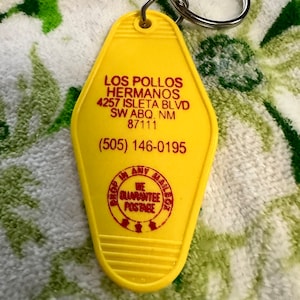 LOS POLLOS
HERMANOS
4257 ISLETA BLVD
SW ABQ, NM
87111
(505) 146-0195
DROP IN ANY MAILBOX
WE
GUARANTEE
POSTAGE